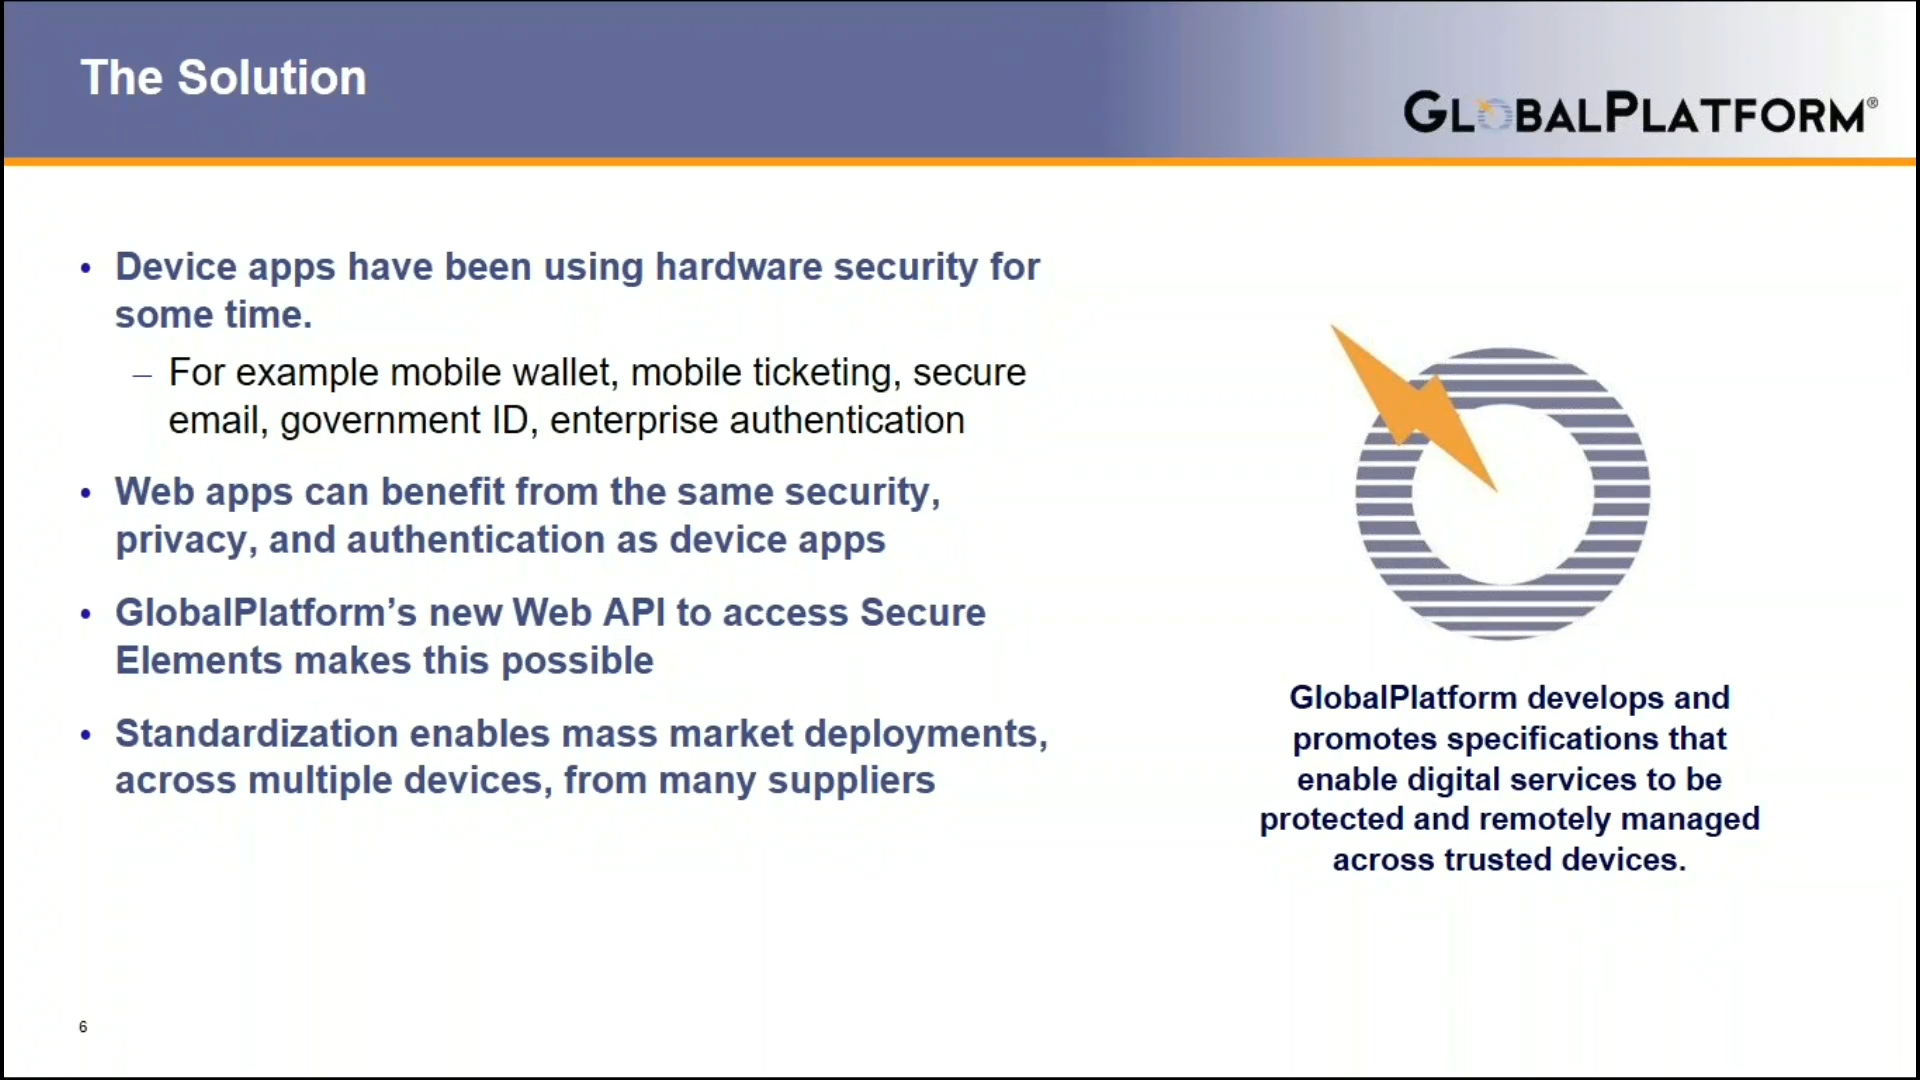 The Solution
GLOBALPLATFORM®
• Device apps have been using hardware security for
some time.
– For example mobile wallet, mobile ticketing, secure
email, government ID, enterprise authentication
• Web apps can benefit from the same security,
privacy, and authentication as device apps
• GlobalPlatform’s new Web API to access Secure
Elements makes this possible
• Standardization enables mass market deployments,
across multiple devices, from many suppliers
GlobalPlatform develops and
promotes specifications that
enable digital services to be
protected and remotely managed
across trusted devices.
6